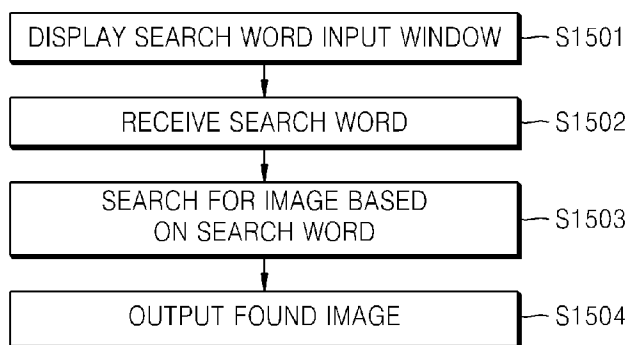 DISPLAY SEARCH WORD INPUT WINDOW S1501
RECEIVE SEARCH WORD S1502
SEARCH FOR IMAGE BASED
ON SEARCH WORD S1503
OUTPUT FOUND IMAGE S1504